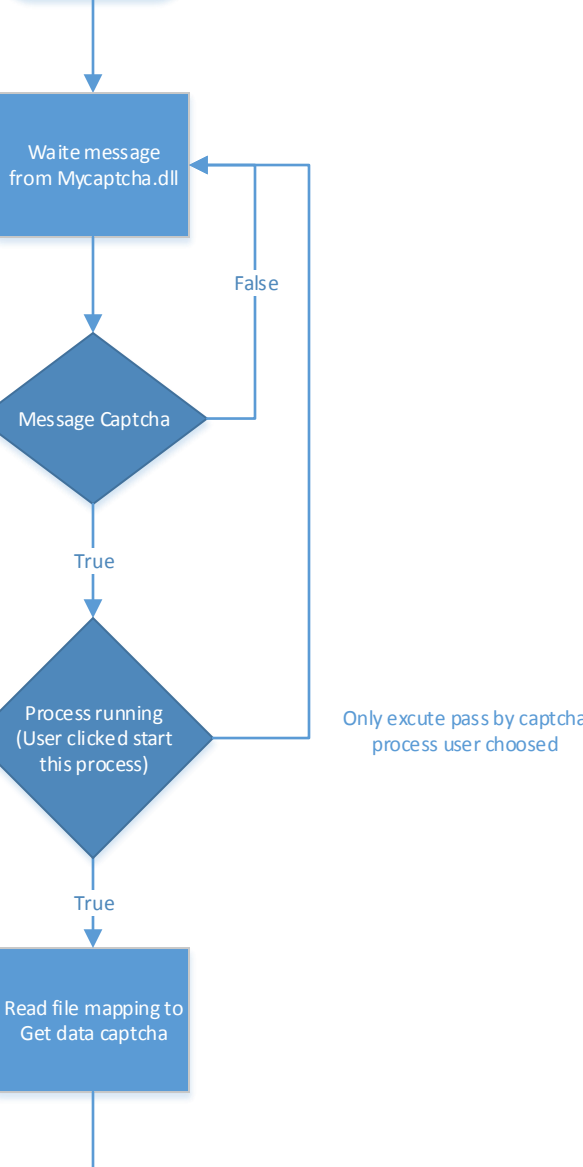 Waite message
from Mycaptcha.dll
False
Message Captcha
True
Process running
(User clicked start
this process)
Only excute pass by captcha
process user choosed
True
Read file mapping to
Get data captcha